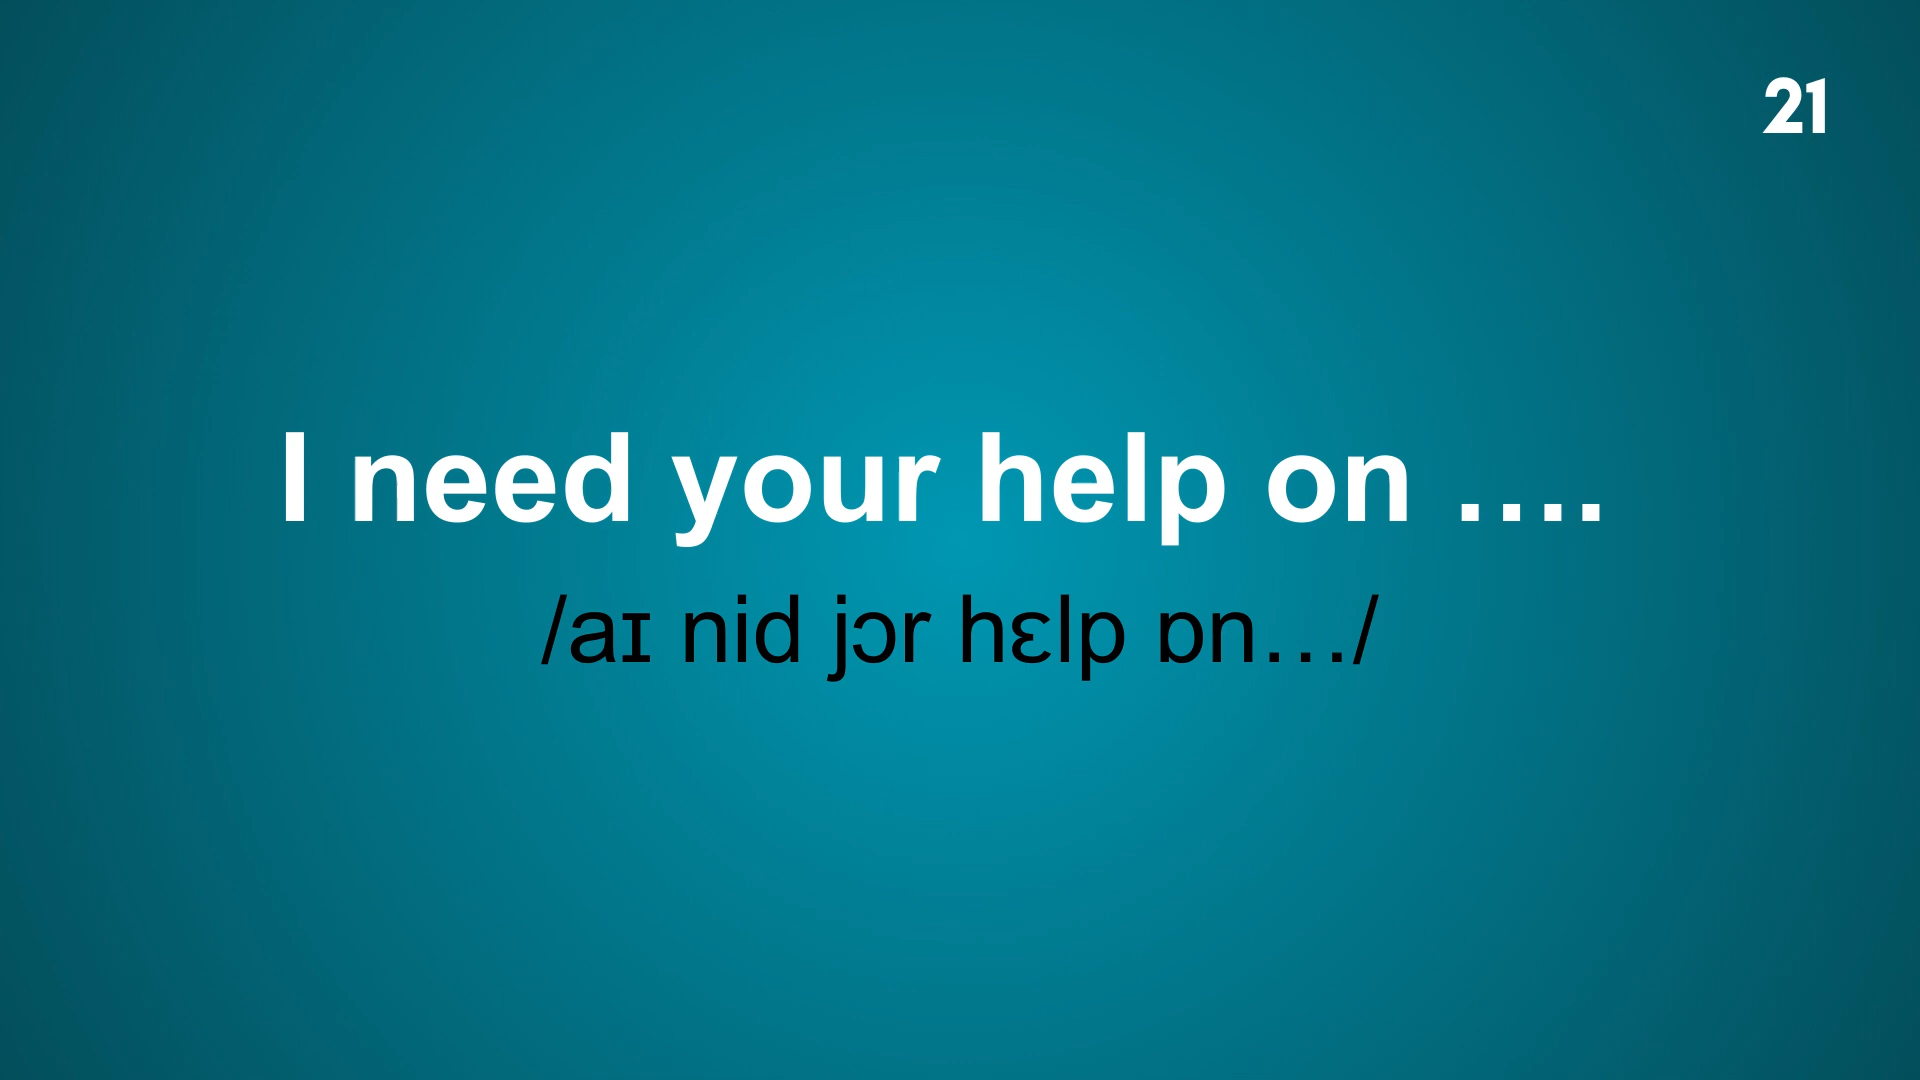 21
I need your help on ….
/aɪ nid jɔr hɛlp ɒn…/